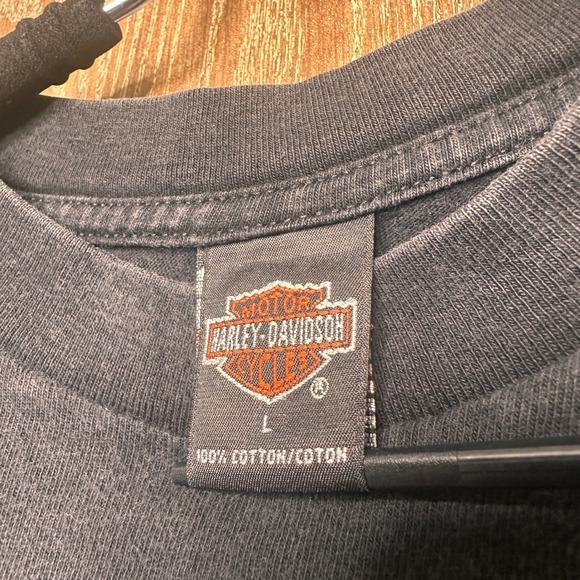 MOTOR
HARLEY-DAVIDSON
CYCLES
®
L
100% COTTON/COTON